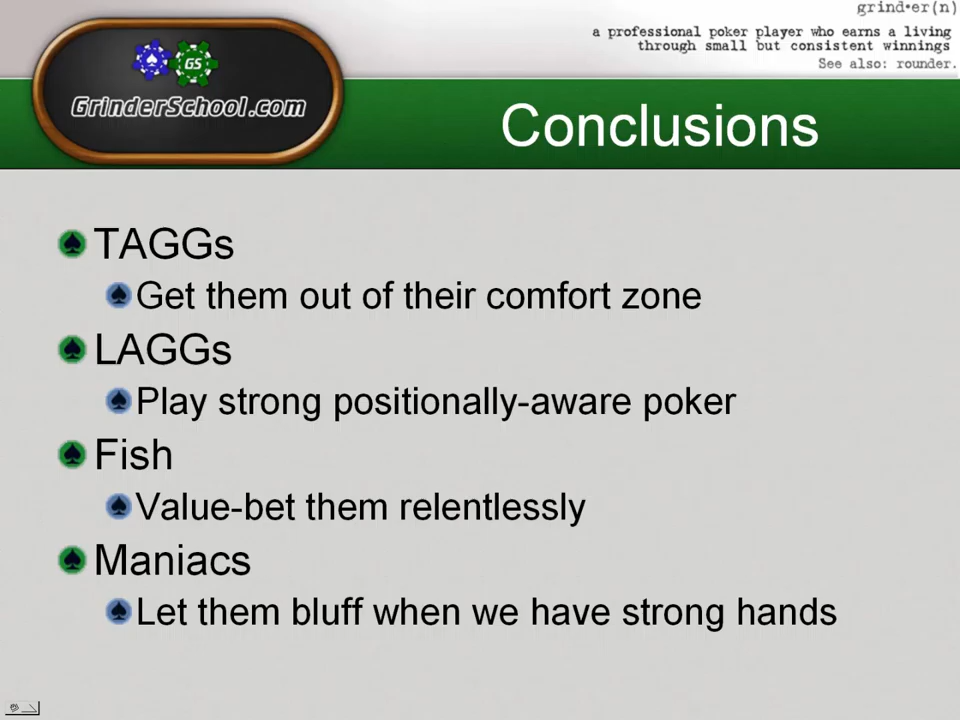 grind•er(n)
a professional poker player who earns a living
through small but consistent winnings
See also: rounder.
GS
GrinderSchool.com
Conclusions
TAGGs
Get them out of their comfort zone
LAGGs
Play strong positionally-aware poker
Fish
Value-bet them relentlessly
Maniacs
Let them bluff when we have strong hands